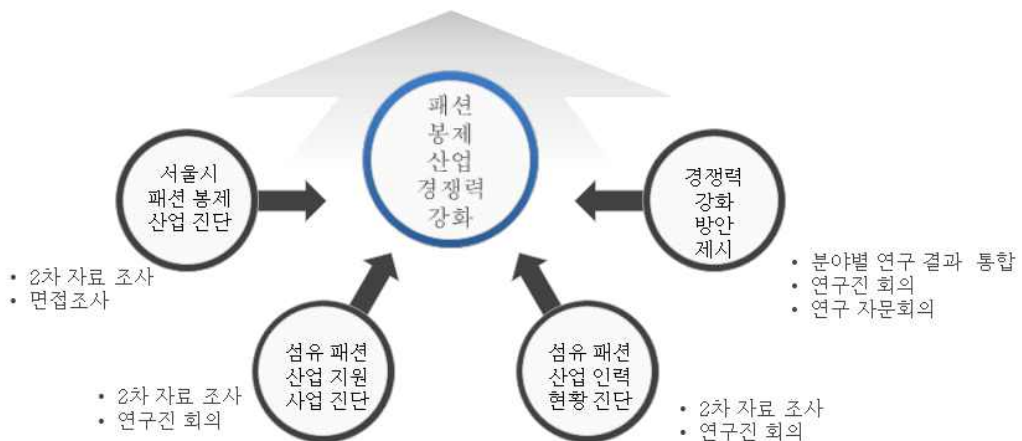 패션
봉제
산업
경쟁력
강화
서울시
패션 봉제
산업 진단
• 2차 자료 조사
• 면접조사
경쟁력
강화
방안
제시
• 분야별 연구 결과 통합
• 연구진 회의
• 연구 자문회의
섬유 패션
산업 지원
사업 진단
• 2차 자료 조사
• 연구진 회의
섬유 패션
산업 인력
현황 진단
• 2차 자료 조사
• 연구진 회의